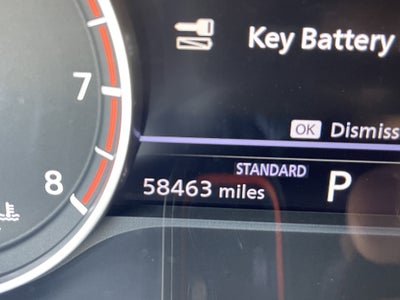 Key Battery
7
OK Dismiss
STANDARD
8
58463 miles P